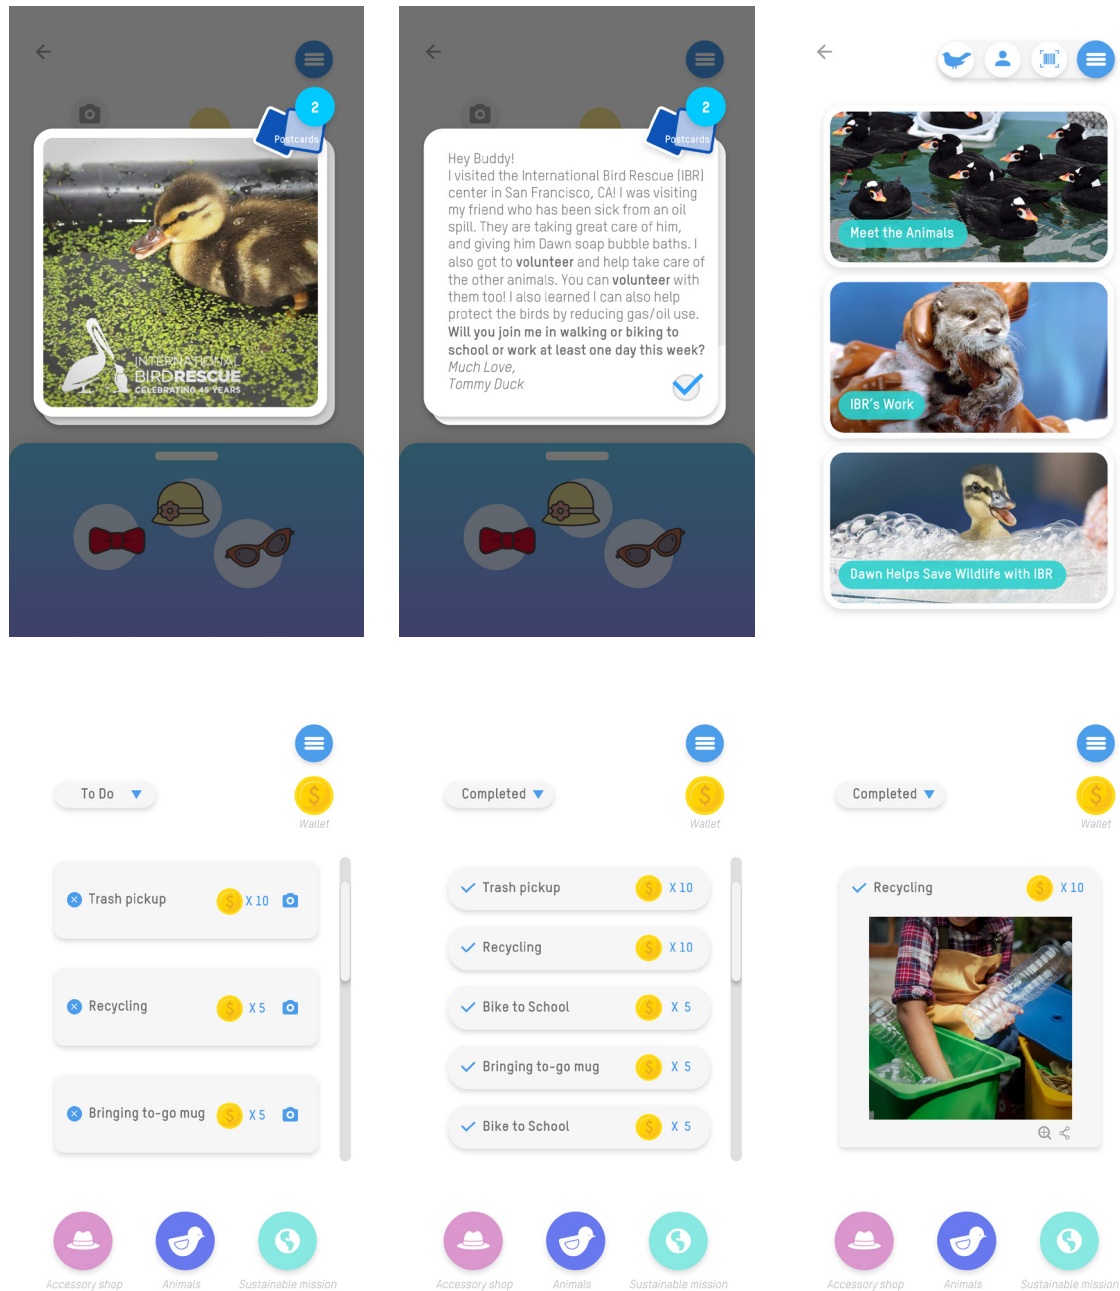 2
Postcards
INTERNATIONAL
BIRDRESCUE
CELEBRATING 45 YEARS
2
Postcards
Hey Buddy!
I visited the International Bird Rescue (IBR)
center in San Francisco, CA! I was visiting
my friend who has been sick from an oil
spill. They are taking great care of him,
and giving him Dawn soap bubble baths. I
also got to volunteer and help take care of
the other animals. You can volunteer with
them too! I also learned I can also help
protect the birds by reducing gas/oil use.
Will you join me in walking or biking to
school or work at least one day this week?
Much Love,
Tommy Duck
Meet the Animals
IBR's Work
Dawn Helps Save Wildlife with IBR
To Do
$
Wallet
Trash pickup $ X 10
Recycling $ X 5
Bringing to-go mug $ X 5
Accessory shop Animals Sustainable mission
Completed
$
Wallet
Trash pickup $ X 10
Recycling $ X 10
Bike to School $ X 5
Bringing to-go mug $ X 5
Bike to School $ X 5
Accessory shop Animals Sustainable mission
Completed
$
Wallet
Recycling $ X 10
Accessory shop Animals Sustainable mission